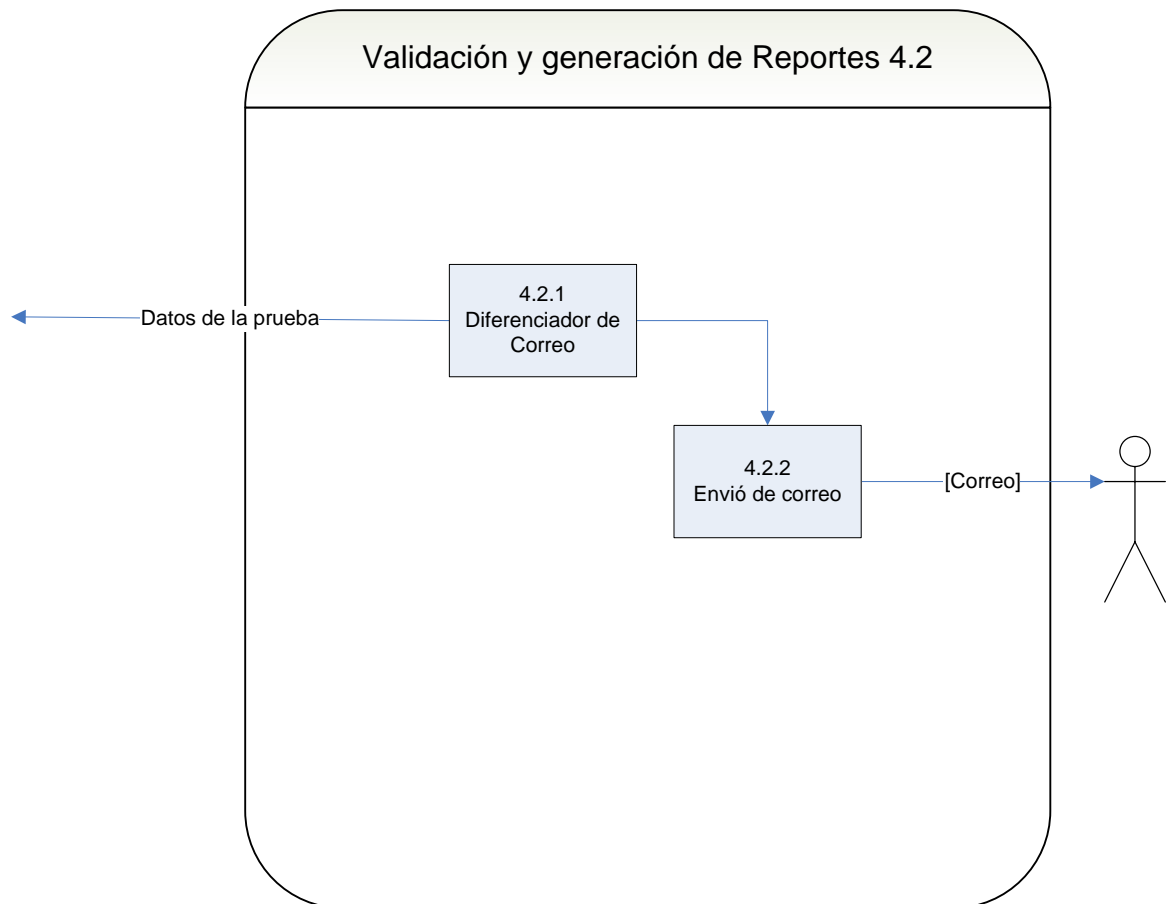 Validación y generación de Reportes 4.2
4.2.1
Diferenciador de
Correo
Datos de la prueba
4.2.2
Envió de correo
[Correo]